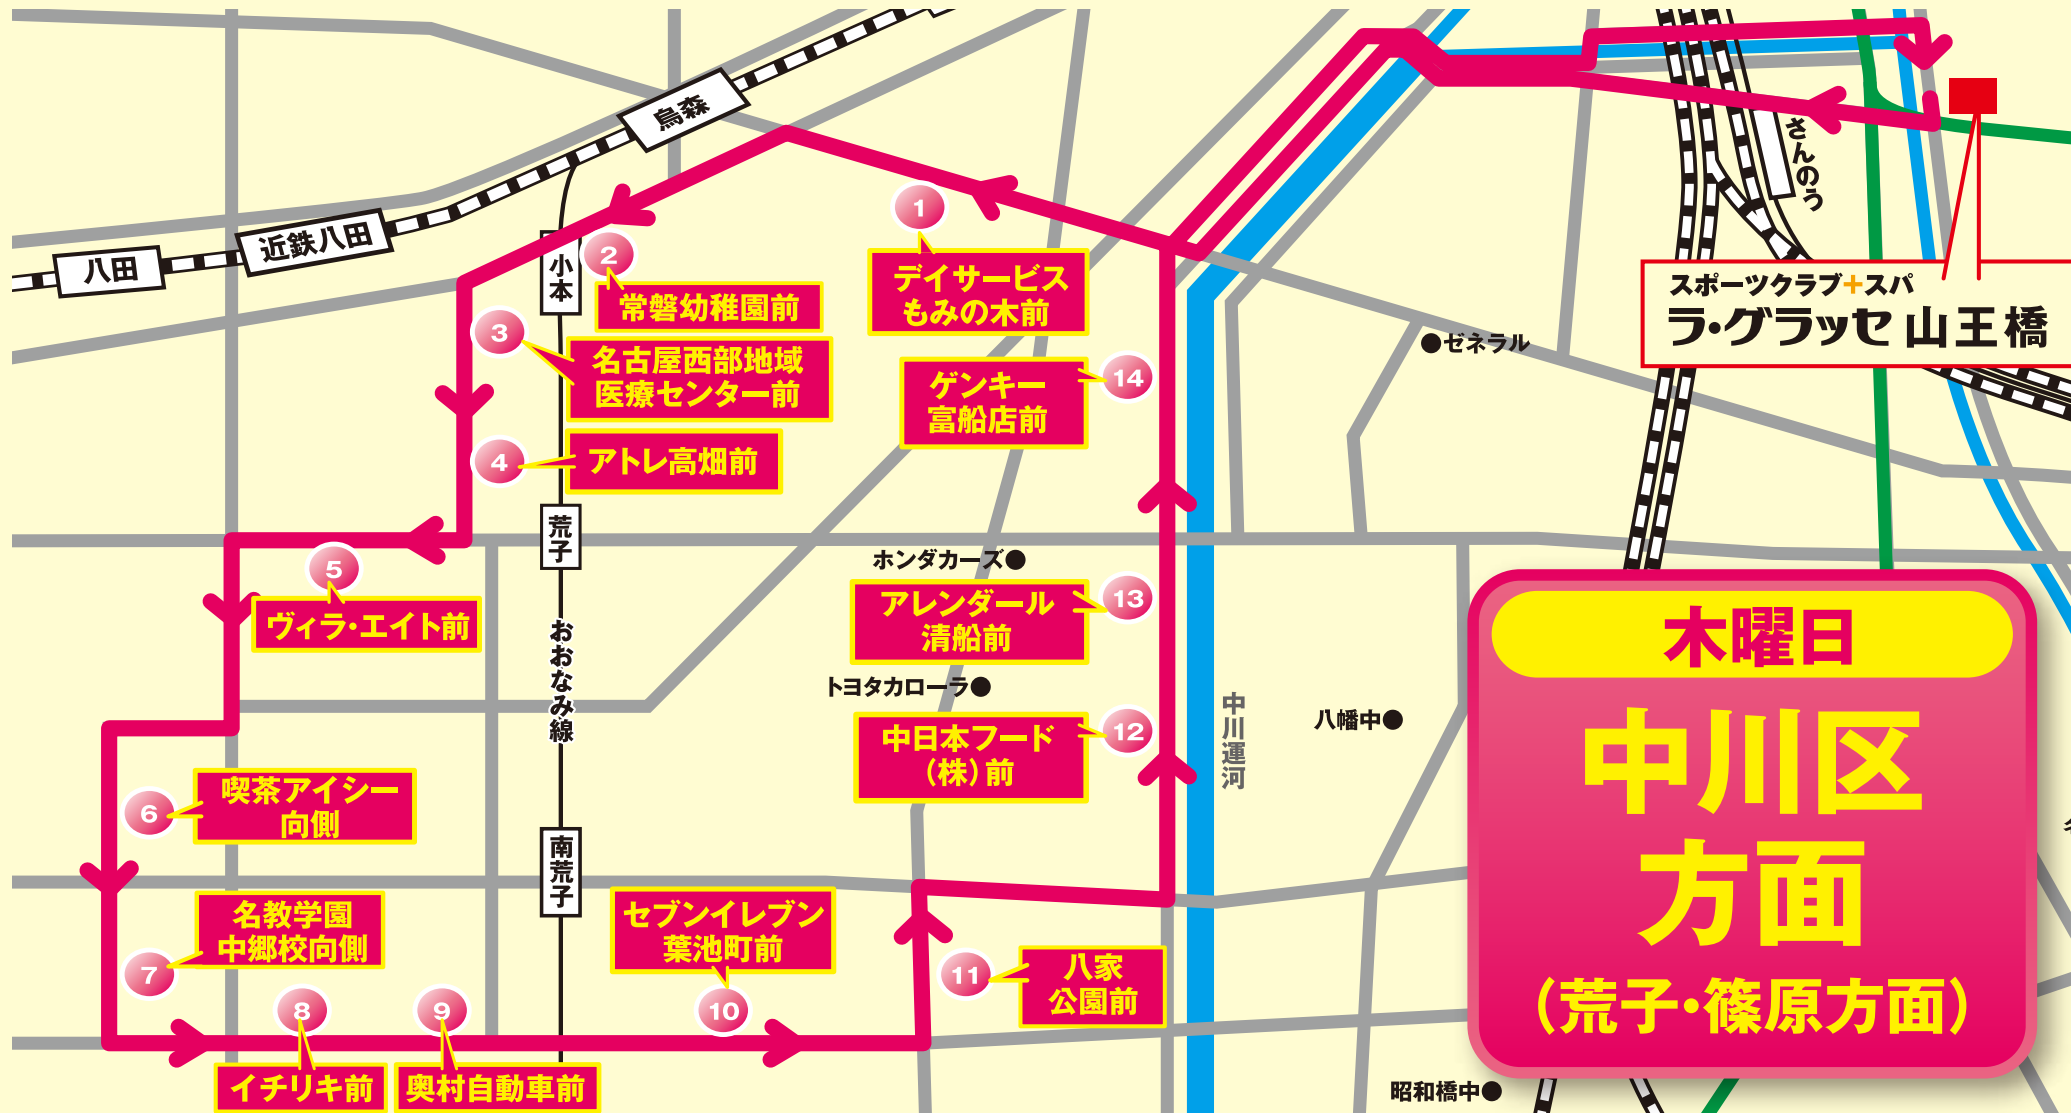 烏森
近鉄八田
八田
小本
さんのう
スポーツクラブ+スパ
ラ・グラッセ 山王橋
1
デイサービス
もみの木前
2
常磐幼稚園前
3
名古屋西部地域
医療センター前
4
アトレ高畑前
ゲンキー
富船店前
14
ゼネラル
荒子
5
ヴィラ・エイト前
おおなみ線
ホンダカーズ
アレンダール
清船前
13
トヨタカローラ
中日本フード
(株)前
12
中川運河
八幡中
木曜日
中川区
方面
(荒子・篠原方面)
6
喫茶アイシー
向側
南荒子
7
名教学園
中郷校向側
セブンイレブン
葉池町前
10
11
八家
公園前
8
イチリキ前
9
奥村自動車前
昭和橋中